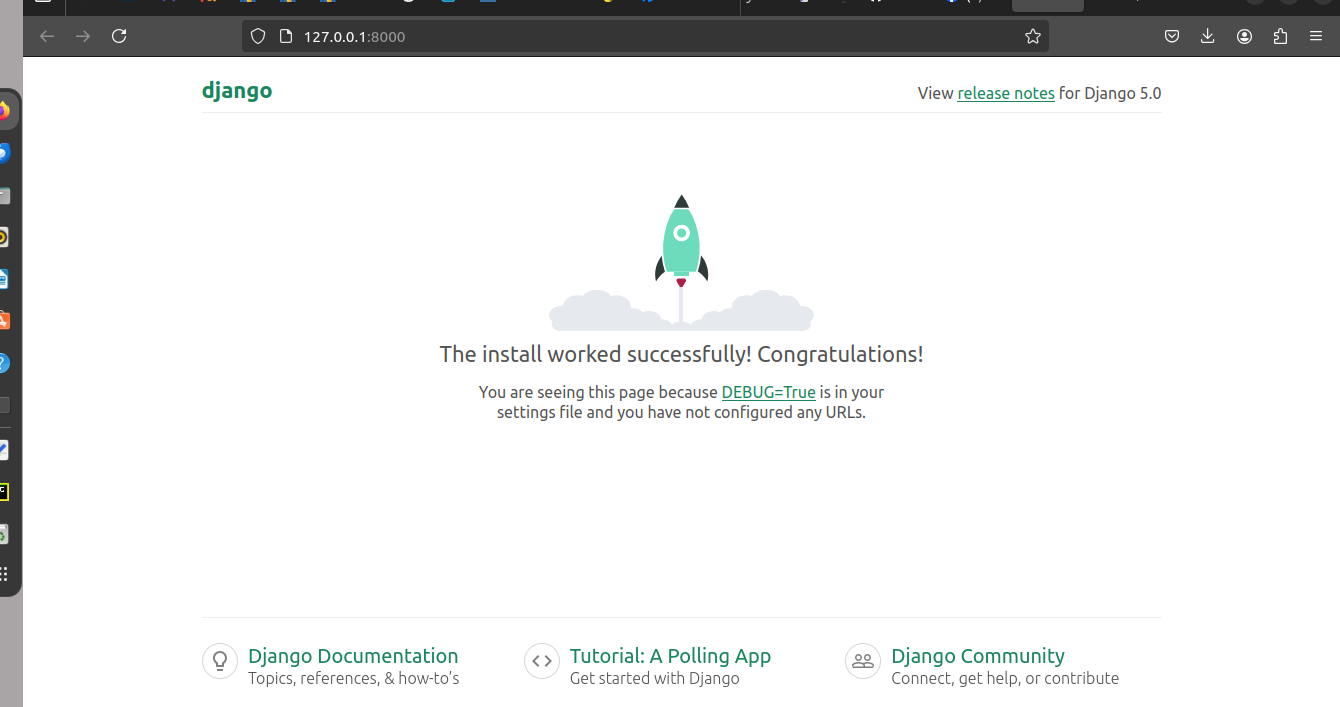 127.0.0.1:8000
django
View release notes for Django 5.0
The install worked successfully! Congratulations!
You are seeing this page because DEBUG=True is in your
settings file and you have not configured any URLs.
Django Documentation
Topics, references, & how-to’s
Tutorial: A Polling App
Get started with Django
Django Community
Connect, get help, or contribute